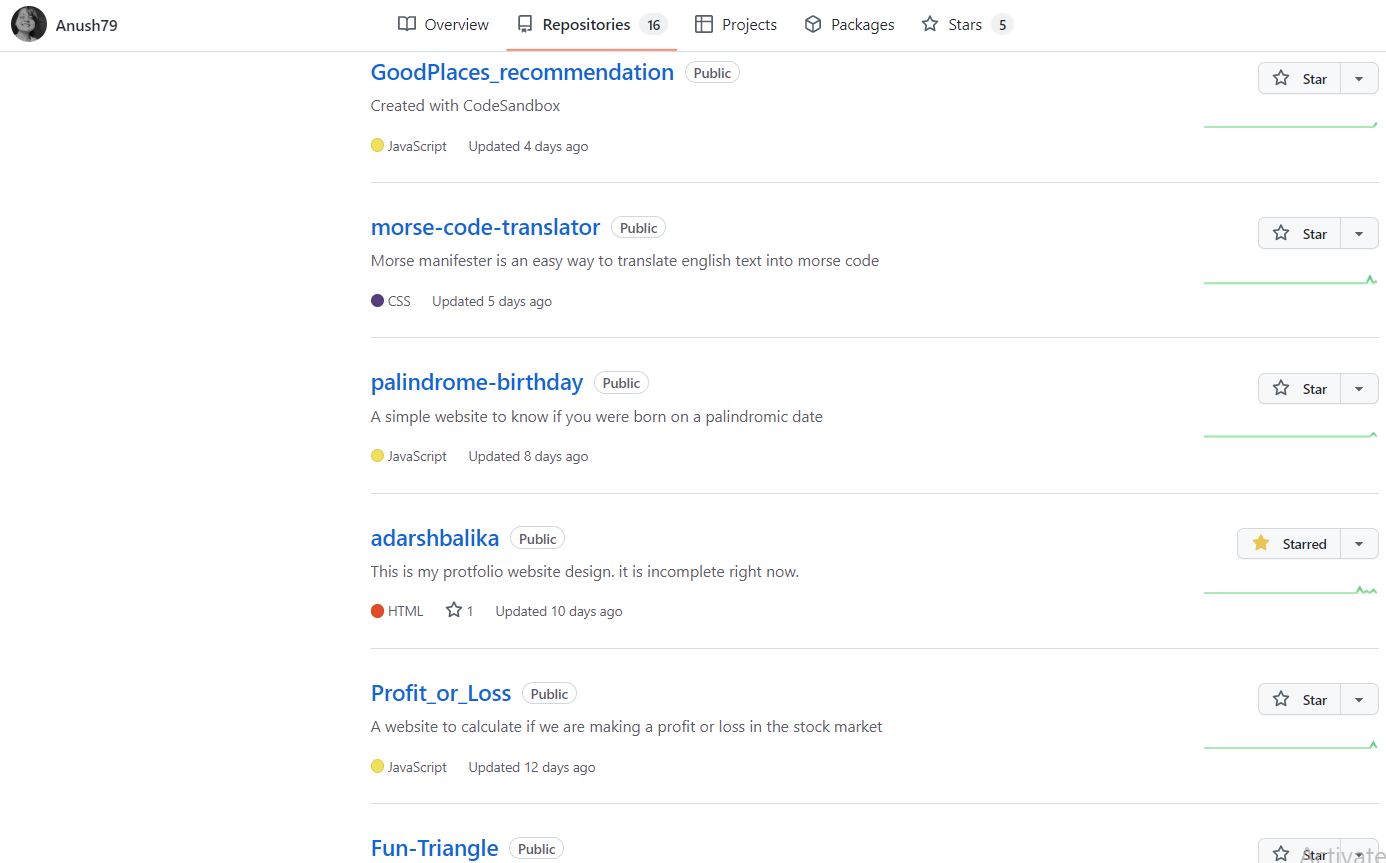 Anush79
Overview Repositories 16 Projects Packages Stars 5
GoodPlaces_recommendation Public
Star
Created with CodeSandbox
JavaScript Updated 4 days ago
morse-code-translator Public
Star
Morse manifester is an easy way to translate english text into morse code
CSS Updated 5 days ago
palindrome-birthday Public
Star
A simple website to know if you were born on a palindromic date
JavaScript Updated 8 days ago
adarshbalika Public
Starred
This is my protfolio website design. it is incomplete right now.
HTML 1 Updated 10 days ago
Profit_or_Loss Public
Star
A website to calculate if we are making a profit or loss in the stock market
JavaScript Updated 12 days ago
Fun-Triangle Public
Star
Activate